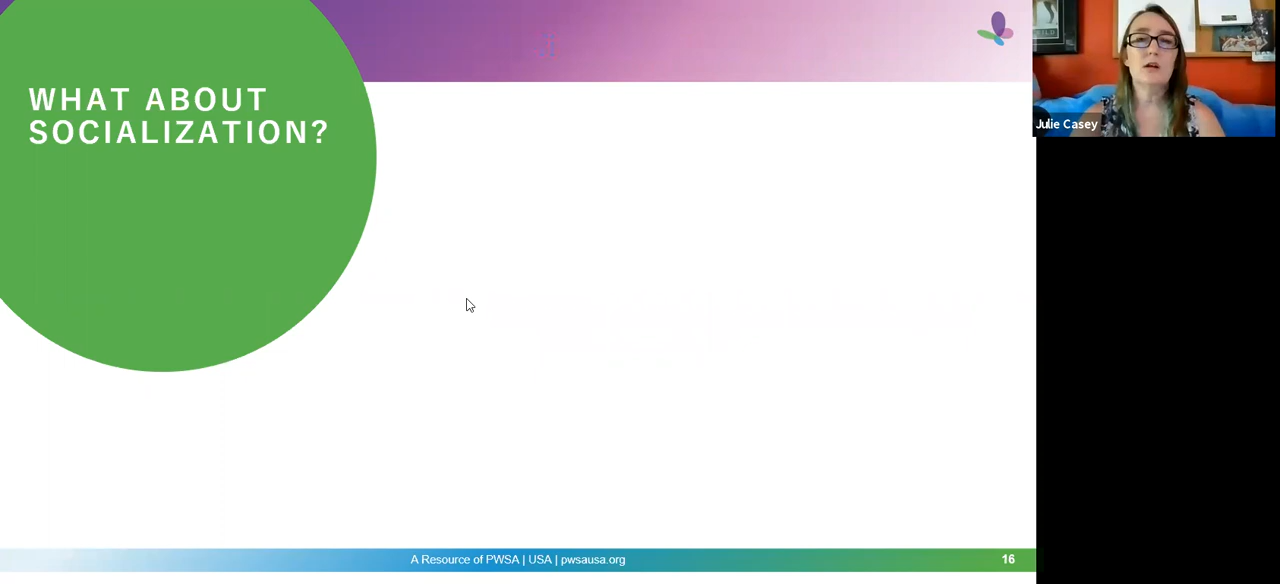 WHAT ABOUT
SOCIALIZATION?
Julie Casey
A Resource of PWSA | USA | pwsausa.org
16